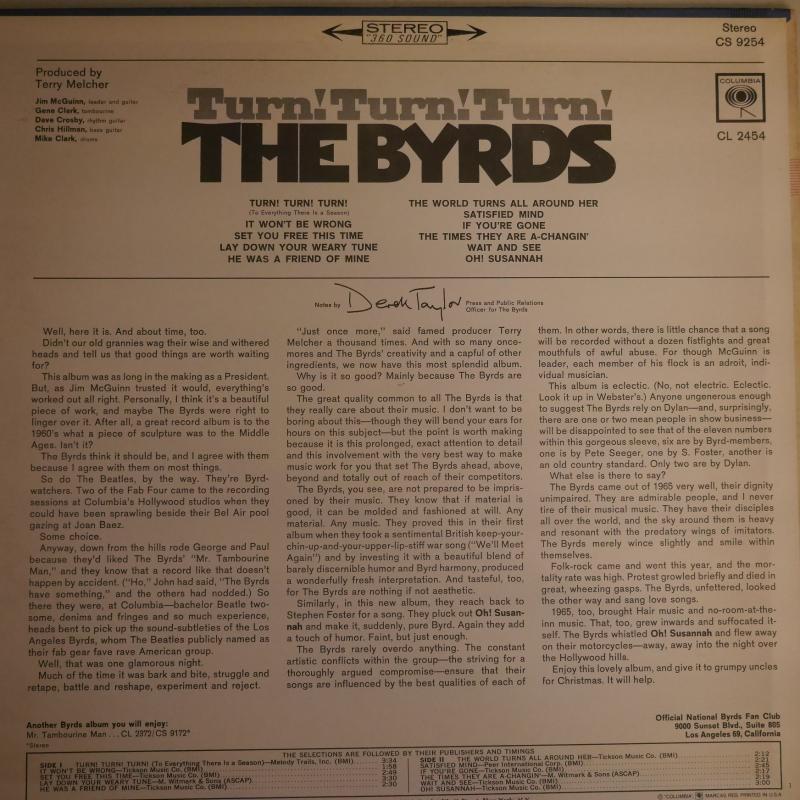 STEREO
"360 SOUND"
Stereo
CS 9254
Produced by
Terry Melcher
Jim McGuinn, leader and guitar
Gene Clark, tambourine
Dave Crosby, rhythm guitar
Chris Hillman, bass guitar
Mike Clark, drums
COLUMBIA
CL 2454
Turn! Turn! Turn!
THE BYRDS
TURN! TURN! TURN!
(To Everything There Is a Season)
IT WON'T BE WRONG
SET YOU FREE THIS TIME
LAY DOWN YOUR WEARY TUNE
HE WAS A FRIEND OF MINE
THE WORLD TURNS ALL AROUND HER
SATISFIED MIND
IF YOU'RE GONE
THE TIMES THEY ARE A-CHANGIN'
WAIT AND SEE
OH! SUSANNAH
Notes by Derek Taylor Press and Public Relations
Officer for The Byrds
Well, here it is. And about time, too.
Didn't our old grannies wag their wise and withered
heads and tell us that good things are worth waiting
for?
This album was as long in the making as a President.
But, as Jim McGuinn trusted it would, everything's
worked out all right. Personally, I think it's a beautiful
piece of work, and maybe The Byrds were right to
linger over it. After all, a great record album is to the
1960's what a piece of sculpture was to the Middle
Ages. Isn't it?
The Byrds think it should be, and I agree with them
because I agree with them on most things.
So do The Beatles, by the way. They're Byrd-
watchers. Two of the Fab Four came to the recording
sessions at Columbia's Hollywood studios when they
could have been sprawling beside their Bel Air pool
gazing at Joan Baez.
Some choice.
Anyway, down from the hills rode George and Paul
because they'd liked The Byrds' "Mr. Tambourine
Man," and they knew that a record like that doesn't
happen by accident. ("Ho," John had said, "The Byrds
have something," and the others had nodded.) So
there they were, at Columbia—bachelor Beatle two-
some, denims and fringes and so much experience,
heads bent to pick up the sound-subtleties of the Los
Angeles Byrds, whom The Beatles publicly named as
their fab gear fave rave American group.
Well, that was one glamorous night.
Much of the time it was bark and bite, struggle and
retape, battle and reshape, experiment and reject.
"Just once more," said famed producer Terry
Melcher a thousand times. And with so many once-
mores and The Byrds' creativity and a capful of other
ingredients, we now have this most splendid album.
Why is it so good? Mainly because The Byrds are
so good.
The great quality common to all The Byrds is that
they really care about their music. I don't want to be
boring about this—though they will bend your ears for
hours on this subject—but the point is worth making
because it is this prolonged, exact attention to detail
and this involvement with the very best way to make
music work for you that set The Byrds ahead, above,
beyond and totally out of reach of their competitors.
The Byrds, you see, are not prepared to be impris-
oned by their music. They know that if material is
good, it can be molded and fashioned at will. Any
material. Any music. They proved this in their first
album when they took a sentimental British keep-your-
chin-up-and-your-upper-lip-stiff war song ("We'll Meet
Again") and by investing it with a beautiful blend of
barely discernible humor and Byrd harmony, produced
a wonderfully fresh interpretation. And tasteful, too,
for The Byrds are nothing if not aesthetic.
Similarly, in this new album, they reach back to
Stephen Foster for a song. They pluck out Oh! Susan-
nah and make it, suddenly, pure Byrd. Again they add
a touch of humor. Faint, but just enough.
The Byrds rarely overdo anything. The constant
artistic conflicts within the group—the striving for a
thoroughly argued compromise—ensure that their
songs are influenced by the best qualities of each of
them. In other words, there is little chance that a song
will be recorded without a dozen fistfights and great
mouthfuls of awful abuse. For though McGuinn is
leader, each member of his flock is an adroit, indi-
vidual musician.
This album is eclectic. (No, not electric. Eclectic.
Look it up in Webster's.) Anyone ungenerous enough
to suggest The Byrds rely on Dylan—and, surprisingly,
there are one or two mean people in show business—
will be disappointed to see that of the eleven numbers
within this gorgeous sleeve, six are by Byrd-members,
one is by Pete Seeger, one by S. Foster, another is
an old country standard. Only two are by Dylan.
What else is there to say?
The Byrds came out of 1965 very well, their dignity
unimpaired. They are admirable people, and I never
tire of their musical music. They have their disciples
all over the world, and the sky around them is heavy
and resonant with the predatory wings of imitators.
The Byrds merely wince slightly and smile within
themselves.
Folk-rock came and went this year, and the mor-
tality rate was high. Protest growled briefly and died in
great, wheezing gasps. The Byrds, unfettered, looked
the other way and sang love songs.
1965, too, brought Hair music and no-room-at-the-
inn music. That, too, grew inwards and suffocated it-
self. The Byrds whistled Oh! Susannah and flew away
on their motorcycles—away, away into the night over
the Hollywood hills.
Enjoy this lovely album, and give it to grumpy uncles
for Christmas. It will help.
Another Byrds album you will enjoy:
Mr. Tambourine Man . . . CL 2372/CS 9172*
*Stereo
Official National Byrds Fan Club
9000 Sunset Blvd., Suite 805
Los Angeles 69, California
THE SELECTIONS ARE FOLLOWED BY THEIR PUBLISHERS AND TIMINGS
SIDE I TURN! TURN! TURN! (To Everything There Is a Season)—Melody Trails, Inc. (BMI) 3:34
IT WON'T BE WRONG—Tickson Music Co. (BMI) 1:58
SET YOU FREE THIS TIME—Tickson Music Co. (BMI) 2:49
LAY DOWN YOUR WEARY TUNE—M. Witmark & Sons (ASCAP) 3:30
HE WAS A FRIEND OF MINE—Tickson Music Co. (BMI) 2:30
SIDE II THE WORLD TURNS ALL AROUND HER—Tickson Music Co. (BMI) 2:12
SATISFIED MIND—Peer International Corp. (BMI) 2:21
IF YOU'RE GONE—Tickson Music Co. (BMI) 2:45
THE TIMES THEY ARE A-CHANGIN'—M. Witmark & Sons (ASCAP) 2:17
WAIT AND SEE—Tickson Music Co. (BMI) 2:19
OH! SUSANNAH—Tickson Music Co. (BMI) 3:00
© "COLUMBIA" MARCAS REG. PRINTED IN U.S.A.